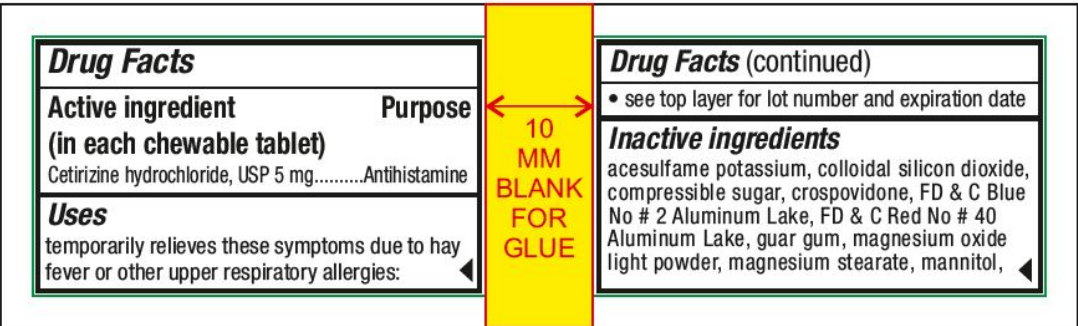 Drug Facts
Active ingredient Purpose
(in each chewable tablet)
Cetirizine hydrochloride, USP 5 mg..........Antihistamine
Uses
temporarily relieves these symptoms due to hay
fever or other upper respiratory allergies:
10
MM
BLANK
FOR
GLUE
Drug Facts (continued)
• see top layer for lot number and expiration date
Inactive ingredients
acesulfame potassium, colloidal silicon dioxide,
compressible sugar, crospovidone, FD & C Blue
No # 2 Aluminum Lake, FD & C Red No # 40
Aluminum Lake, guar gum, magnesium oxide
light powder, magnesium stearate, mannitol,